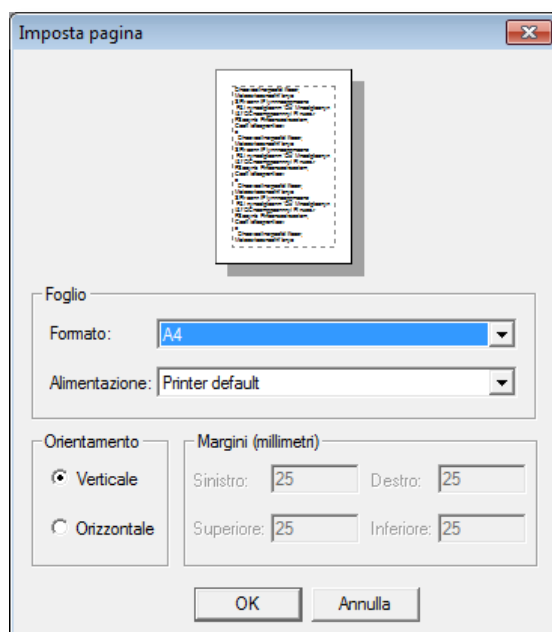 Imposta pagina
Foglio
Formato: A4
Alimentazione: Printer default
Orientamento
Verticale
Orizzontale
Margini (millimetri)
Sinistro: 25 Destro: 25
Superiore: 25 Inferiore: 25
OK Annulla